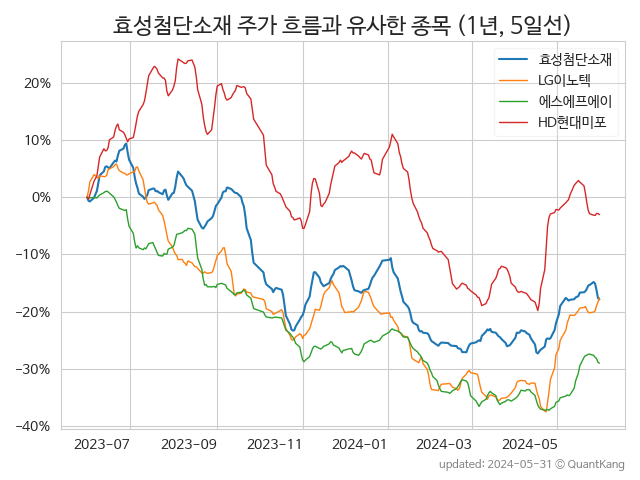 효성첨단소재 주가 흐름과 유사한 종목 (1년, 5일선)
효성첨단소재
LG이노텍
에스에프에이
HD현대미포
20%
10%
0%
−10%
−20%
−30%
−40%
2023-07 2023-09 2023-11 2024-01 2024-03 2024-05
updated: 2024-05-31 © QuantKang